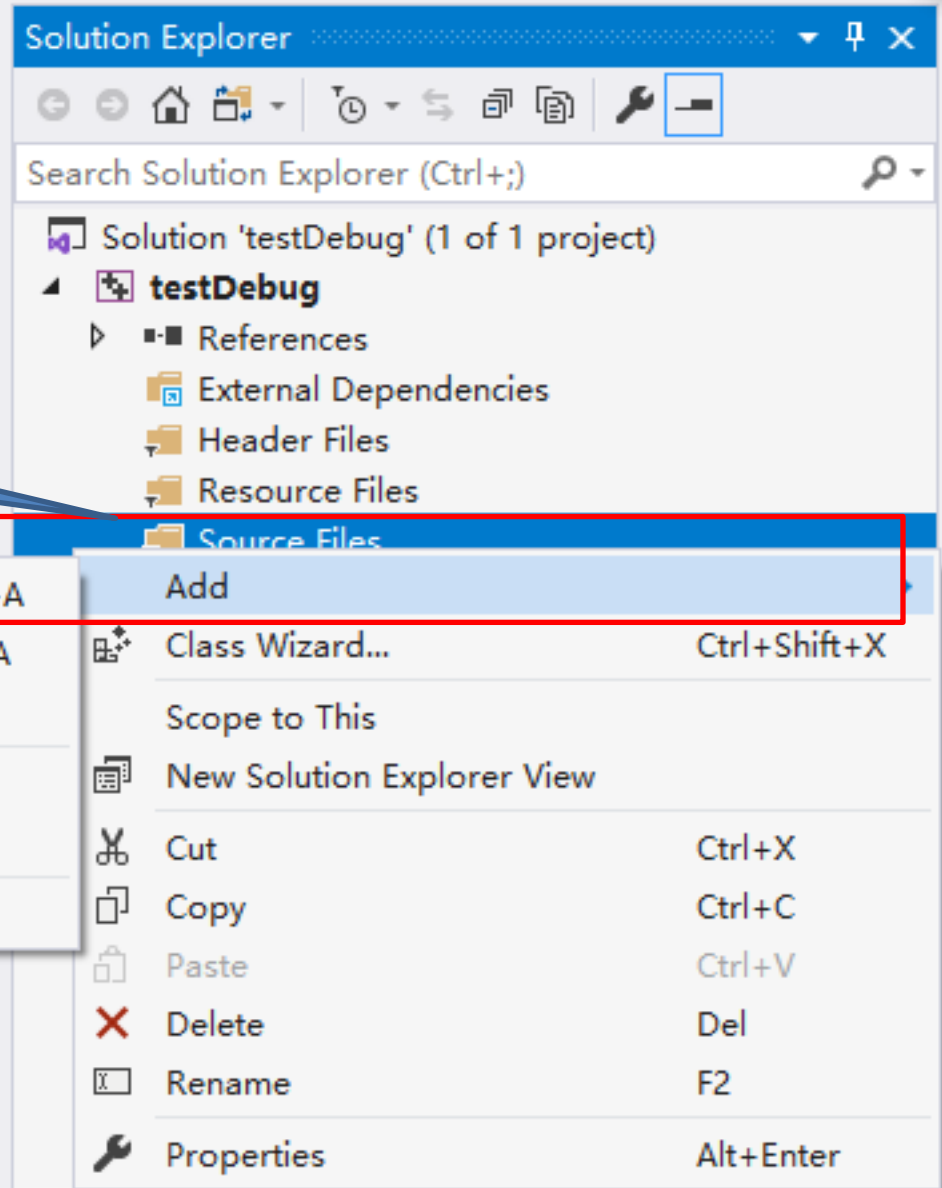 Solution Explorer
Search Solution Explorer (Ctrl+;)
Solution 'testDebug' (1 of 1 project)
testDebug
References
External Dependencies
Header Files
Resource Files
Source Files
Add
A
Class Wizard... Ctrl+Shift+X
A
Scope to This
New Solution Explorer View
Cut Ctrl+X
Copy Ctrl+C
Paste Ctrl+V
Delete Del
Rename F2
Properties Alt+Enter